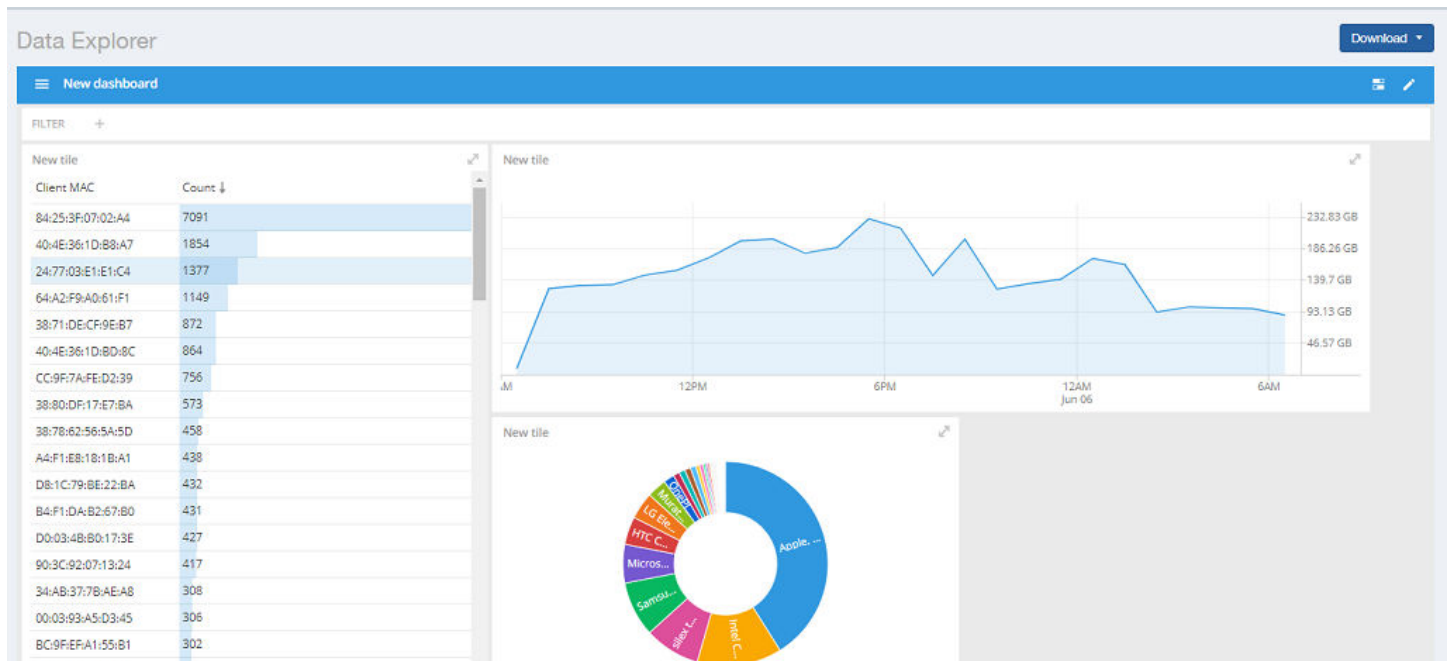 Data Explorer
Download
New dashboard
FILTER +
New tile
Client MAC Count ↓
84:25:3F:07:02:A4 7091
40:4E:36:1D:B8:A7 1854
24:77:03:E1:E1:C4 1377
64:A2:F9:A0:61:F1 1149
38:71:DE:CF:9E:B7 872
40:4E:36:1D:BD:8C 864
CC:9F:7A:FE:D2:39 756
38:80:DF:17:E7:BA 573
38:78:62:56:5A:5D 458
A4:F1:E8:18:1B:A1 438
D8:1C:79:BE:22:BA 432
B4:F1:DA:B2:67:B0 431
D0:03:4B:B0:17:3E 427
90:3C:92:07:13:24 417
34:AB:37:7B:AE:A8 308
00:03:93:A5:D3:45 306
BC:9F:EF:A1:55:B1 302
New tile
232.83 GB
186.26 GB
139.7 GB
93.13 GB
46.57 GB
12PM 6PM 12AM 6AM
Jun 06
New tile
Apple, ...
Intel C...
silex t...
Samsu...
Micros...
HTC C...
LG Ele...
Murat...